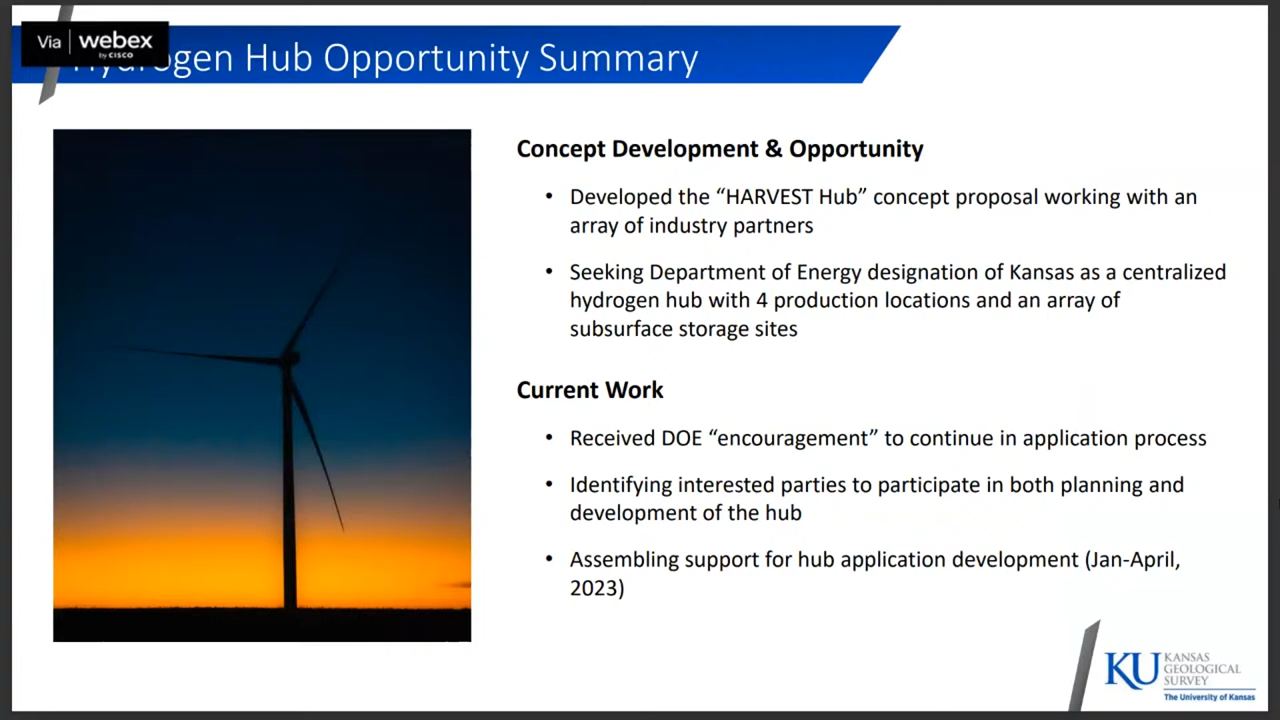 Via webex
by CISCO
Hydrogen Hub Opportunity Summary
Concept Development & Opportunity
• Developed the “HARVEST Hub” concept proposal working with an
array of industry partners
• Seeking Department of Energy designation of Kansas as a centralized
hydrogen hub with 4 production locations and an array of
subsurface storage sites
Current Work
• Received DOE “encouragement” to continue in application process
• Identifying interested parties to participate in both planning and
development of the hub
• Assembling support for hub application development (Jan-April,
2023)
KU KANSAS
GEOLOGICAL
SURVEY
The University of Kansas